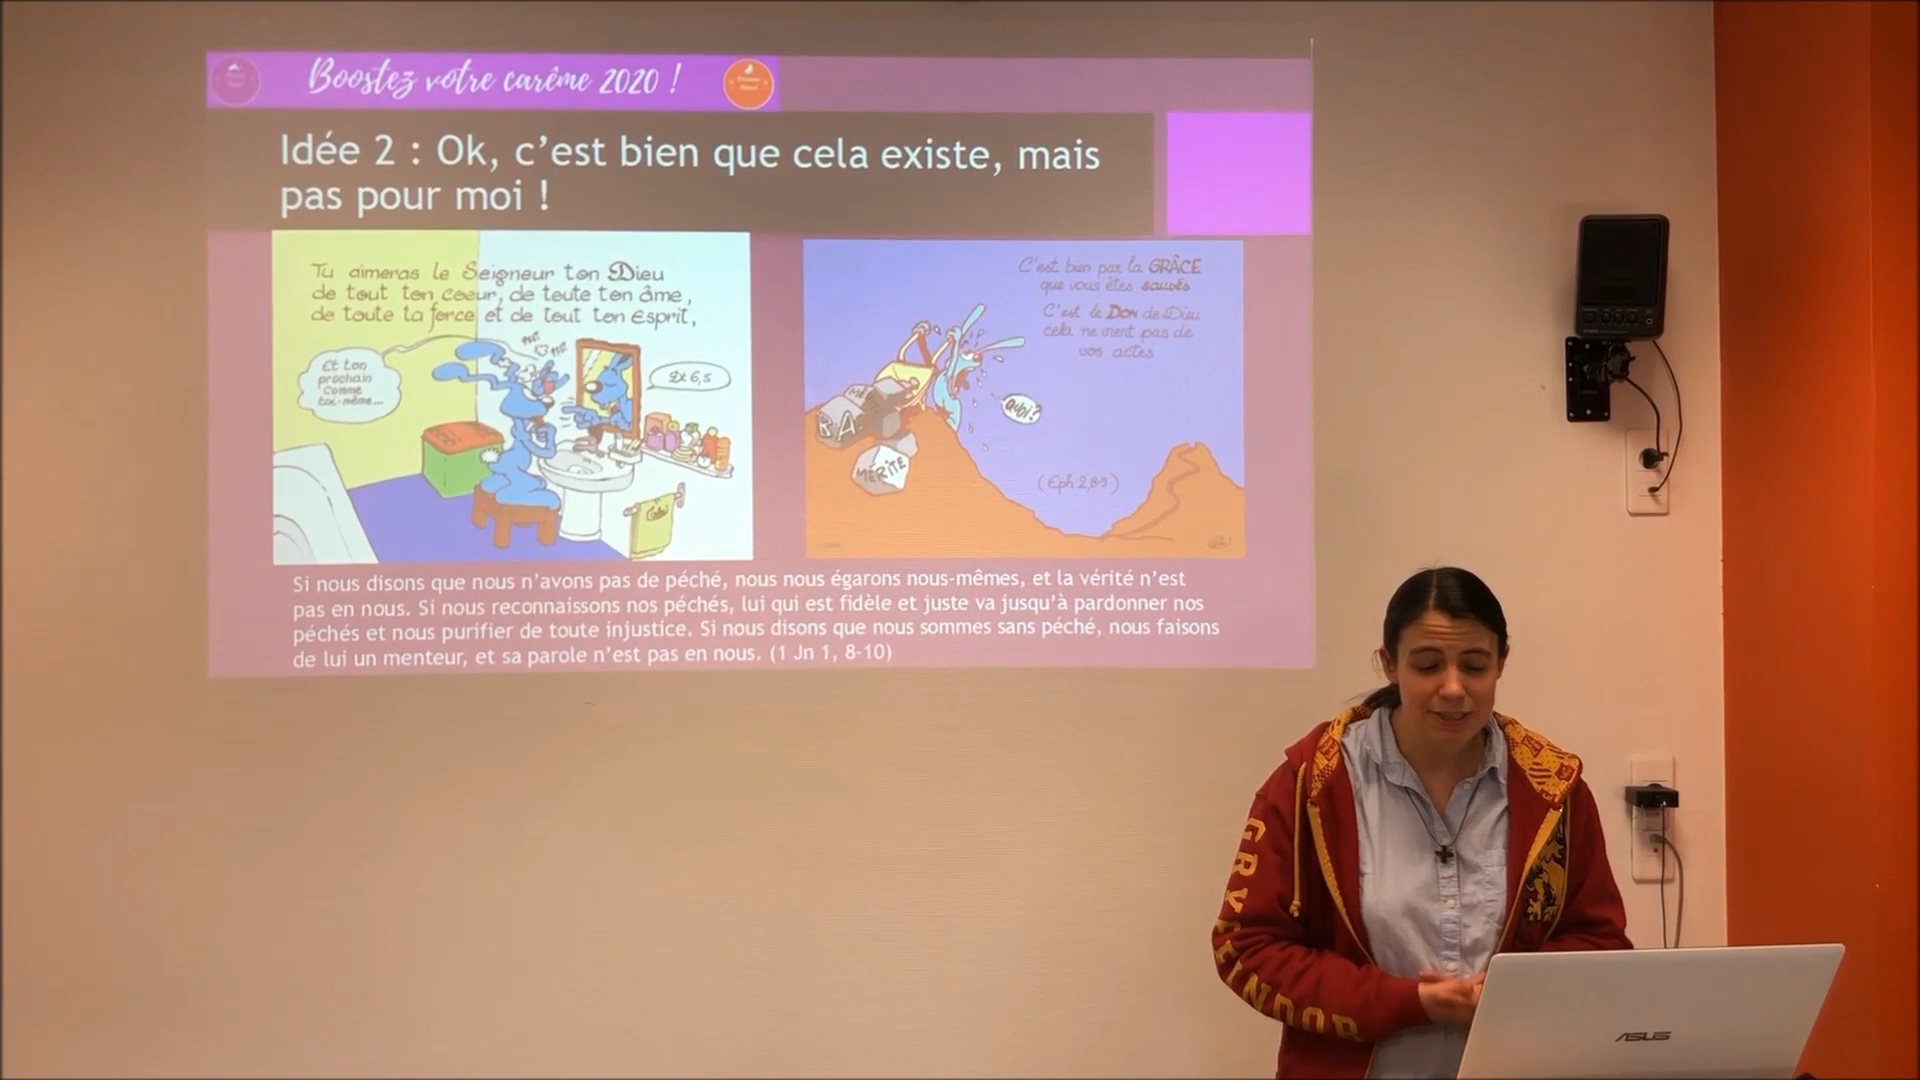 Boostez votre carême 2020 !
Idée 2 : Ok, c'est bien que cela existe, mais
pas pour moi !
Tu aimeras le Seigneur ton Dieu
de tout ton coeur, de toute ton âme,
de toute ta force et de tout ton Esprit,
Et ton
prochain
comme
toi-même...
Dt 6,5
C'est bien par la GRÂCE
que vous êtes sauvés
C'est le DON de Dieu
cela ne vient pas de
vos actes
quoi?
B.A.
MÉRITE
(Eph 2,8-9)
Si nous disons que nous n'avons pas de péché, nous nous égarons nous-mêmes, et la vérité n'est
pas en nous. Si nous reconnaissons nos péchés, lui qui est fidèle et juste va jusqu'à pardonner nos
péchés et nous purifier de toute injustice. Si nous disons que nous sommes sans péché, nous faisons
de lui un menteur, et sa parole n'est pas en nous. (1 Jn 1, 8-10)
GRYFFINDOR
ASUS